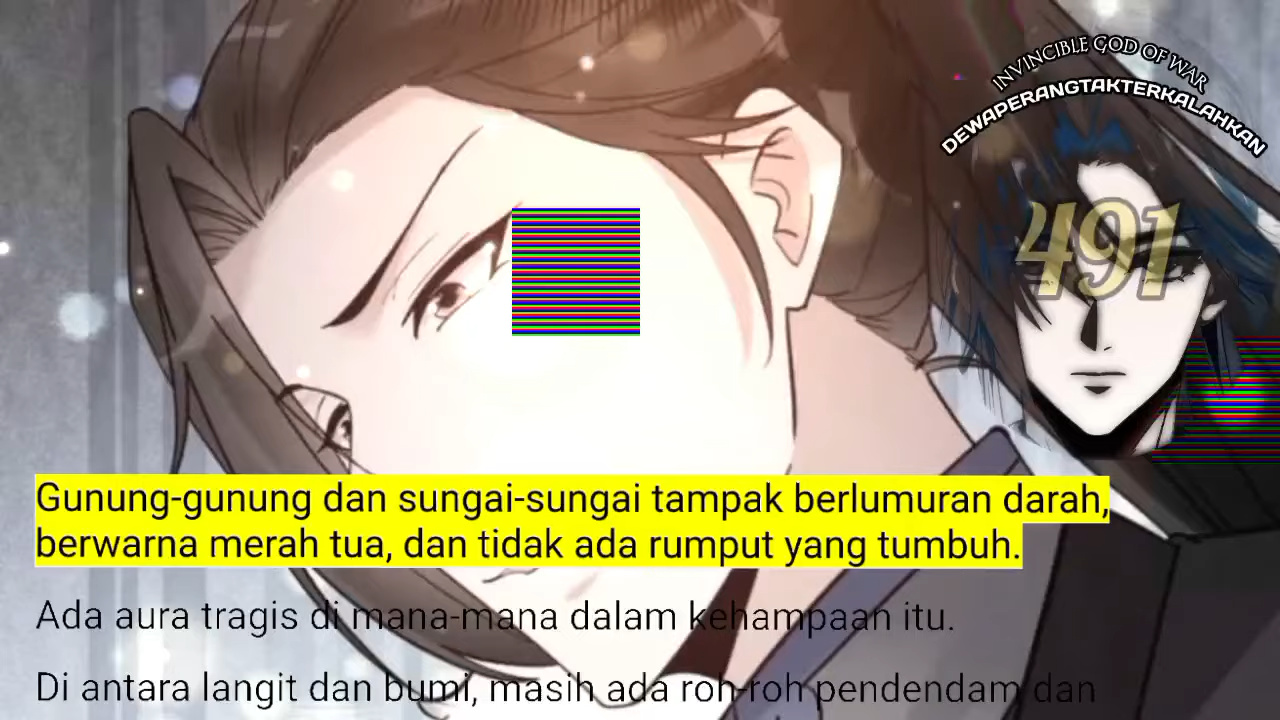 INVINCIBLE GOD OF WAR
DEWAPERANGTAKTERKALAHKAN
491
Gunung-gunung dan sungai-sungai tampak berlumuran darah,
berwarna merah tua, dan tidak ada rumput yang tumbuh.
Ada aura tragis di mana-mana dalam kehampaan itu.
Di antara langit dan bumi, masih ada roh-roh pendendam dan